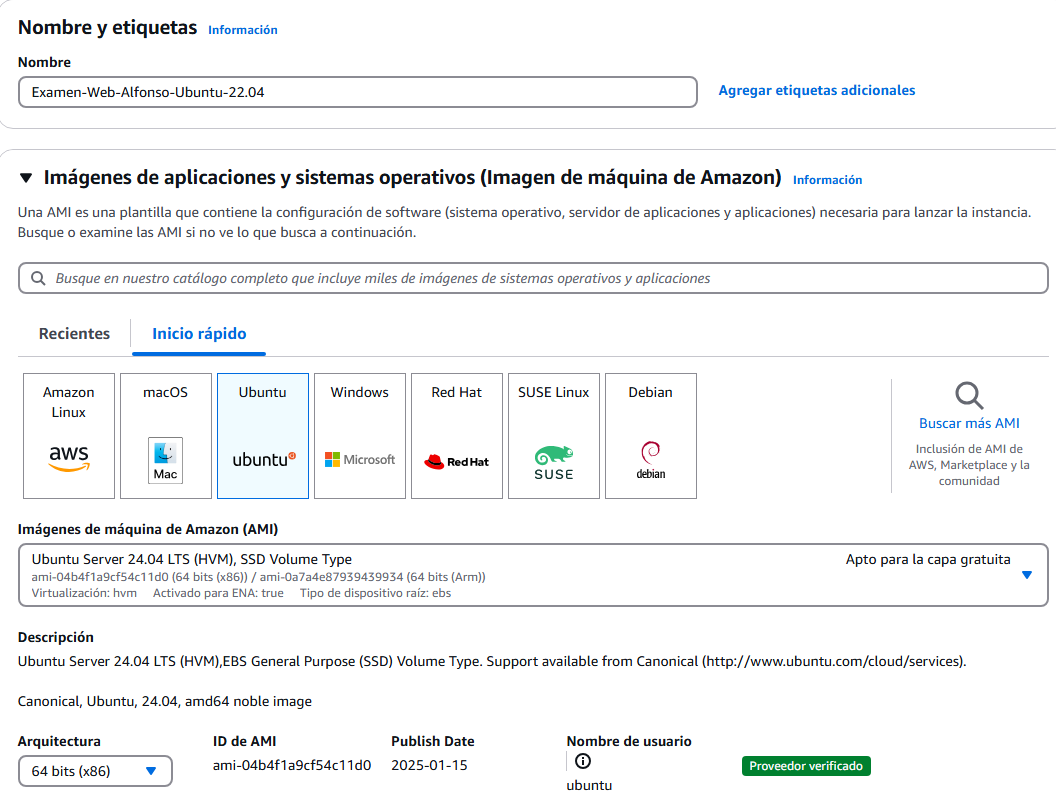 Nombre y etiquetas Información
Nombre
Examen-Web-Alfonso-Ubuntu-22.04
Agregar etiquetas adicionales
Imágenes de aplicaciones y sistemas operativos (Imagen de máquina de Amazon) Información
Una AMI es una plantilla que contiene la configuración de software (sistema operativo, servidor de aplicaciones y aplicaciones) necesaria para lanzar la instancia.
Busque o examine las AMI si no ve lo que busca a continuación.
Busque en nuestro catálogo completo que incluye miles de imágenes de sistemas operativos y aplicaciones
Recientes
Inicio rápido
Amazon
Linux
aws
macOS
Mac
Ubuntu
ubuntu
Windows
Microsoft
Red Hat
Red Hat
SUSE Linux
SUSE
Debian
debian
Buscar más AMI
Inclusión de AMI de
AWS, Marketplace y la
comunidad
Imágenes de máquina de Amazon (AMI)
Ubuntu Server 24.04 LTS (HVM), SSD Volume Type
Apto para la capa gratuita
ami-04b4f1a9cf54c11d0 (64 bits (x86)) / ami-0a7a4e87939439934 (64 bits (Arm))
Virtualización: hvm Activado para ENA: true Tipo de dispositivo raíz: ebs
Descripción
Ubuntu Server 24.04 LTS (HVM),EBS General Purpose (SSD) Volume Type. Support available from Canonical (http://www.ubuntu.com/cloud/services).
Canonical, Ubuntu, 24.04, amd64 noble image
Arquitectura
64 bits (x86)
ID de AMI
ami-04b4f1a9cf54c11d0
Publish Date
2025-01-15
Nombre de usuario
ubuntu
Proveedor verificado